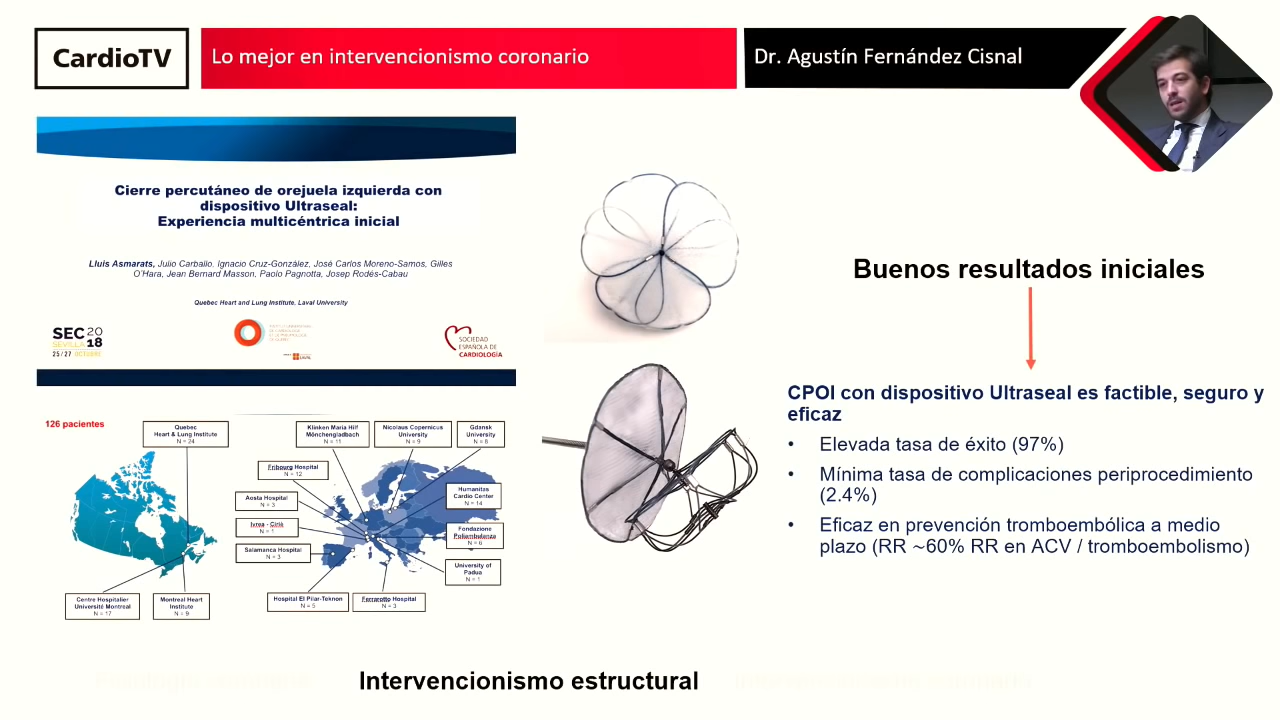 CardioTV
Lo mejor en intervencionismo coronario
Dr. Agustín Fernández Cisnal
Cierre percutáneo de orejuela izquierda con
dispositivo Ultraseal:
Experiencia multicéntrica inicial
Lluis Asmarats, Julio Carballo, Ignacio Cruz-González, José Carlos Moreno-Samos, Gilles
O'Hara, Jean Bernard Masson, Paolo Pagnotta, Josep Rodés-Cabau
Quebec Heart and Lung Institute, Laval University
SEC 20
SEVILLA 18
25/27 OCTUBRE
SOCIEDAD
ESPAÑOLA DE
CARDIOLOGÍA
126 pacientes
Quebec
Heart & Lung Institute
N = 24
Klinken Maria Hilf
Mönchengladbach
N = 11
Nicolaus Copernicus
University
N = 9
Gdansk
University
N = 8
Fribourg Hospital
N = 12
Aosta Hospital
N = 3
Ivrea - Cirié
N = 1
Salamanca Hospital
N = 3
Humanitas
Cardio Center
N = 14
Fondazione
Poliambulanza
N = 6
University of
Padua
N = 1
Centre Hospitalier
Université Montreal
N = 17
Montreal Heart
Institute
N = 9
Hospital El Pilar-Teknon
N = 5
Ferrarotto Hospital
N = 3
Buenos resultados iniciales
CPOI con dispositivo Ultraseal es factible, seguro y
eficaz
• Elevada tasa de éxito (97%)
• Mínima tasa de complicaciones periprocedimiento
(2.4%)
• Eficaz en prevención tromboembólica a medio
plazo (RR ~60% RR en ACV / tromboembolismo)
Intervencionismo estructural